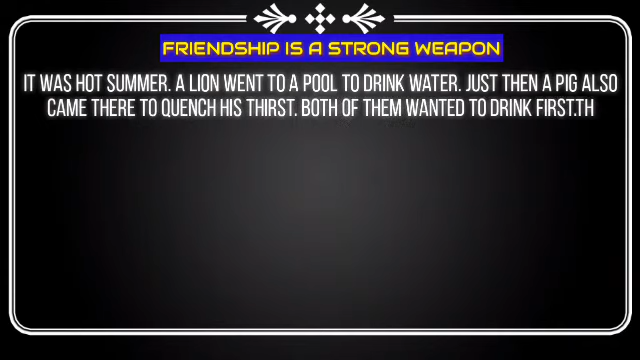 FRIENDSHIP IS A STRONG WEAPON
IT WAS HOT SUMMER. A LION WENT TO A POOL TO DRINK WATER. JUST THEN A PIG ALSO
CAME THERE TO QUENCH HIS THIRST. BOTH OF THEM WANTED TO DRINK FIRST.TH